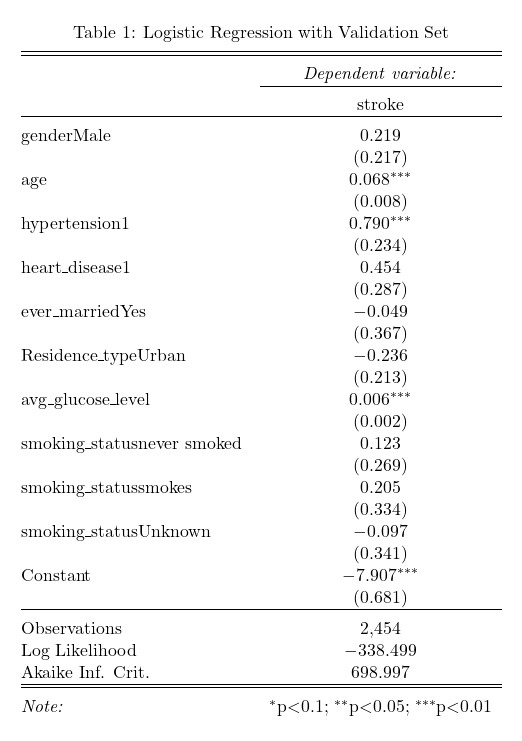 Table 1: Logistic Regression with Validation Set
Dependent variable:
stroke
genderMale 0.219
(0.217)
age 0.068***
(0.008)
hypertension1 0.790***
(0.234)
heart_disease1 0.454
(0.287)
ever_marriedYes −0.049
(0.367)
Residence_typeUrban −0.236
(0.213)
avg_glucose_level 0.006***
(0.002)
smoking_statusnever smoked 0.123
(0.269)
smoking_statussmokes 0.205
(0.334)
smoking_statusUnknown −0.097
(0.341)
Constant −7.907***
(0.681)
Observations 2,454
Log Likelihood −338.499
Akaike Inf. Crit. 698.997
Note: *p<0.1; **p<0.05; ***p<0.01